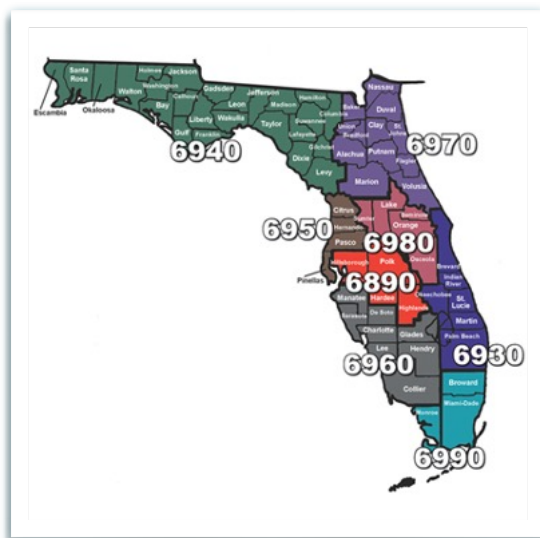 Santa
Rosa
Holmes
Jackson
Walton
Washington
Bay
Calhoun
Gadsden
Leon
Liberty
Wakulla
Gulf
Franklin
Escambia
Okaloosa
Jefferson
Madison
Hamilton
Columbia
Suwannee
Taylor
Lafayette
Gilchrist
Dixie
Levy
6940
Nassau
Baker
Duval
Union
Bradford
Clay
St.
Johns
Alachua
Putnam
Flagler
Marion
Volusia
6970
Citrus
Hernando
Pasco
6950
Pinellas
Lake
Sumter
Seminole
Orange
6980
Osceola
Hillsborough
Polk
6890
Hardee
Highlands
Brevard
Indian
River
Okeechobee
St.
Lucie
Martin
Palm Beach
6930
Manatee
Sarasota
De Soto
Charlotte
Glades
Lee
Hendry
6960
Collier
Broward
Miami-Dade
Monroe
6990